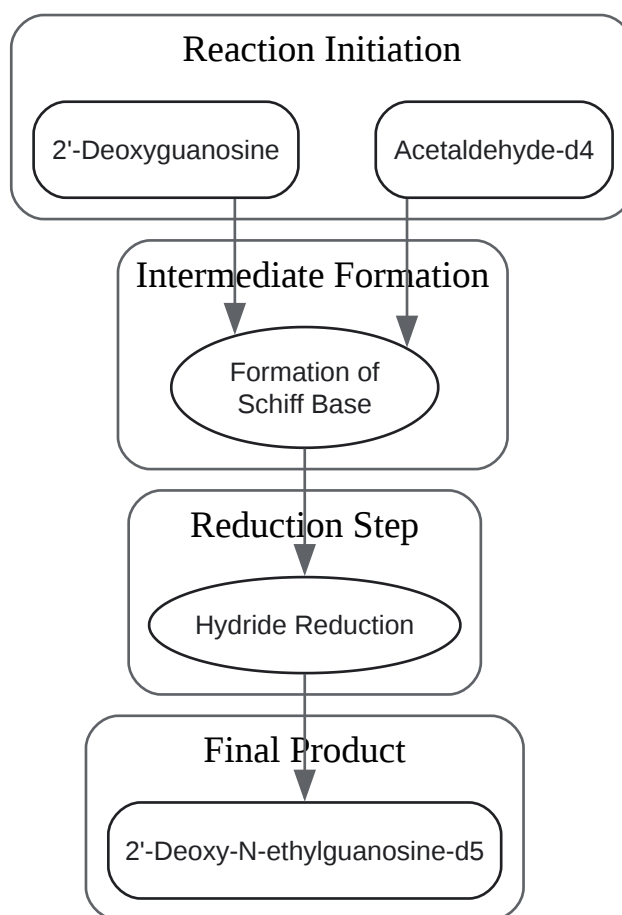 Reaction Initiation
2'-Deoxyguanosine
Acetaldehyde-d4
Intermediate Formation
Formation of
Schiff Base
Reduction Step
Hydride Reduction
Final Product
2'-Deoxy-N-ethylguanosine-d5